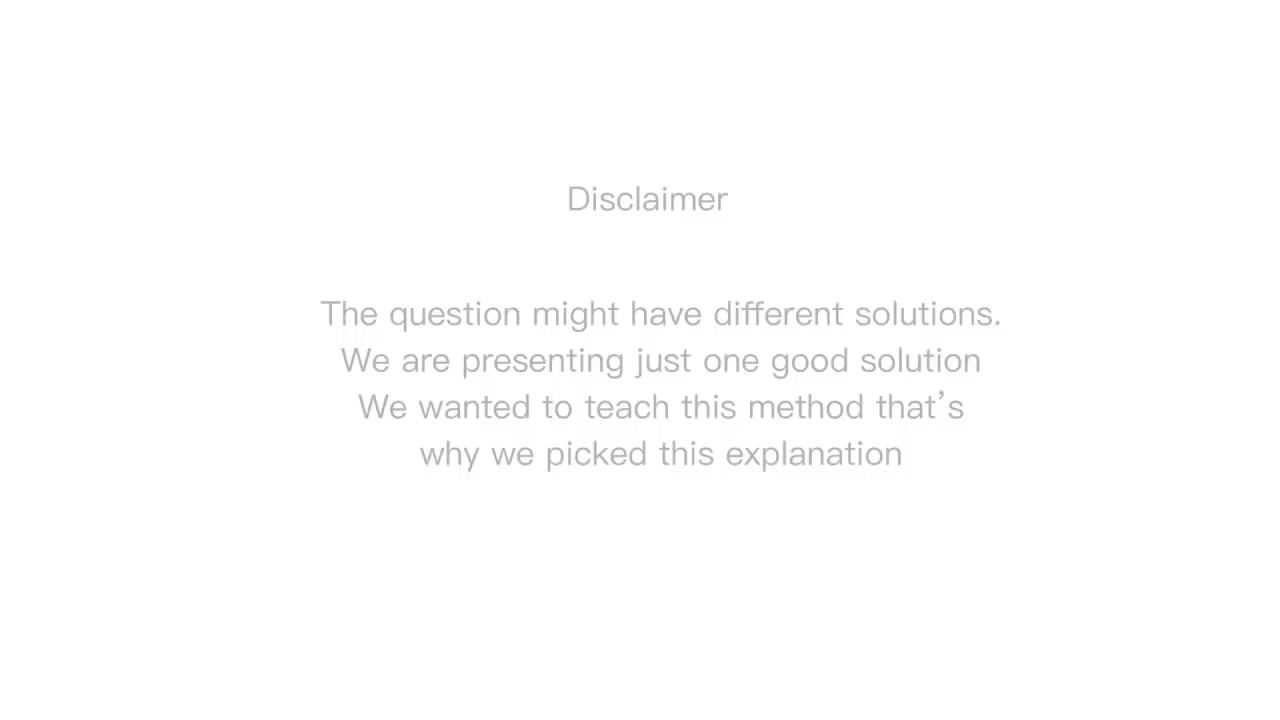 Disclaimer
The question might have different solutions.
We are presenting just one good solution
We wanted to teach this method that's
why we picked this explanation